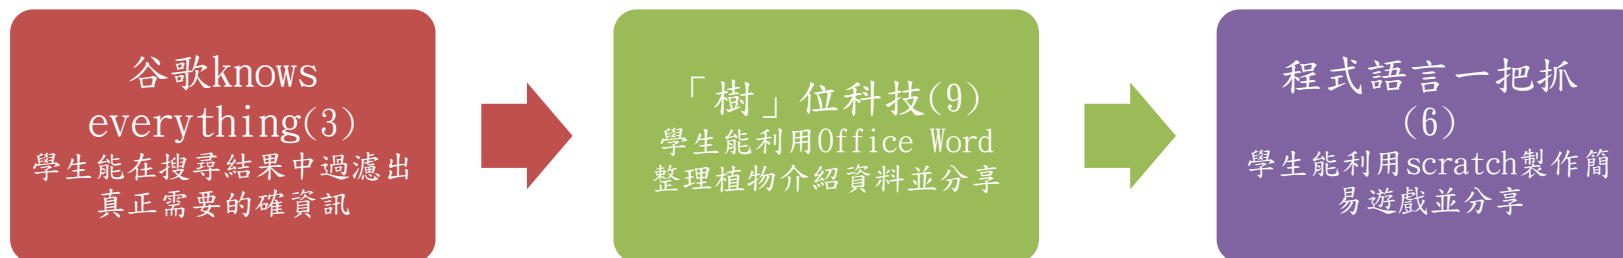 谷歌knows
everything(3)
學生能在搜尋結果中過濾出
真正需要的確資訊
「樹」位科技(9)
學生能利用Office Word
整理植物介紹資料並分享
程式語言一把抓
(6)
學生能利用scratch製作簡
易遊戲並分享